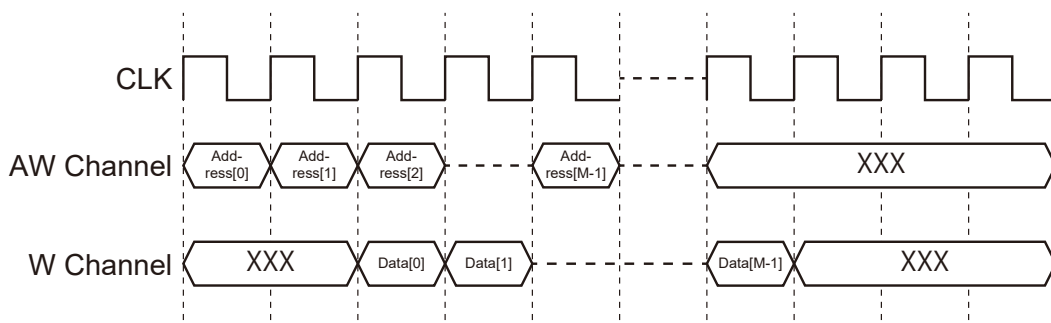 CLK
AW Channel
Add-
ress[0]
Add-
ress[1]
Add-
ress[2]
Add-
ress[M-1]
XXX
W Channel
XXX
Data[0]
Data[1]
Data[M-1]
XXX